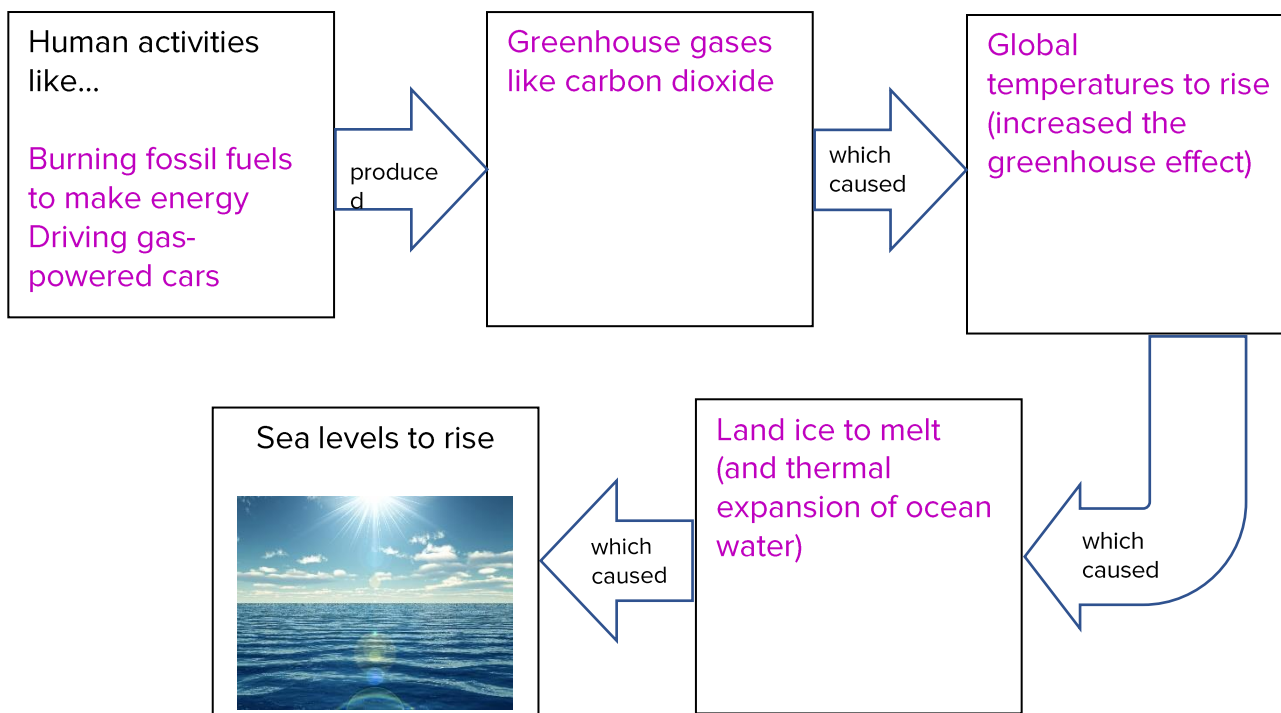 Human activities
like...
Burning fossil fuels
to make energy
Driving gas-
powered cars
produce
d
Greenhouse gases
like carbon dioxide
which
caused
Global
temperatures to rise
(increased the
greenhouse effect)
which
caused
Land ice to melt
(and thermal
expansion of ocean
water)
which
caused
Sea levels to rise